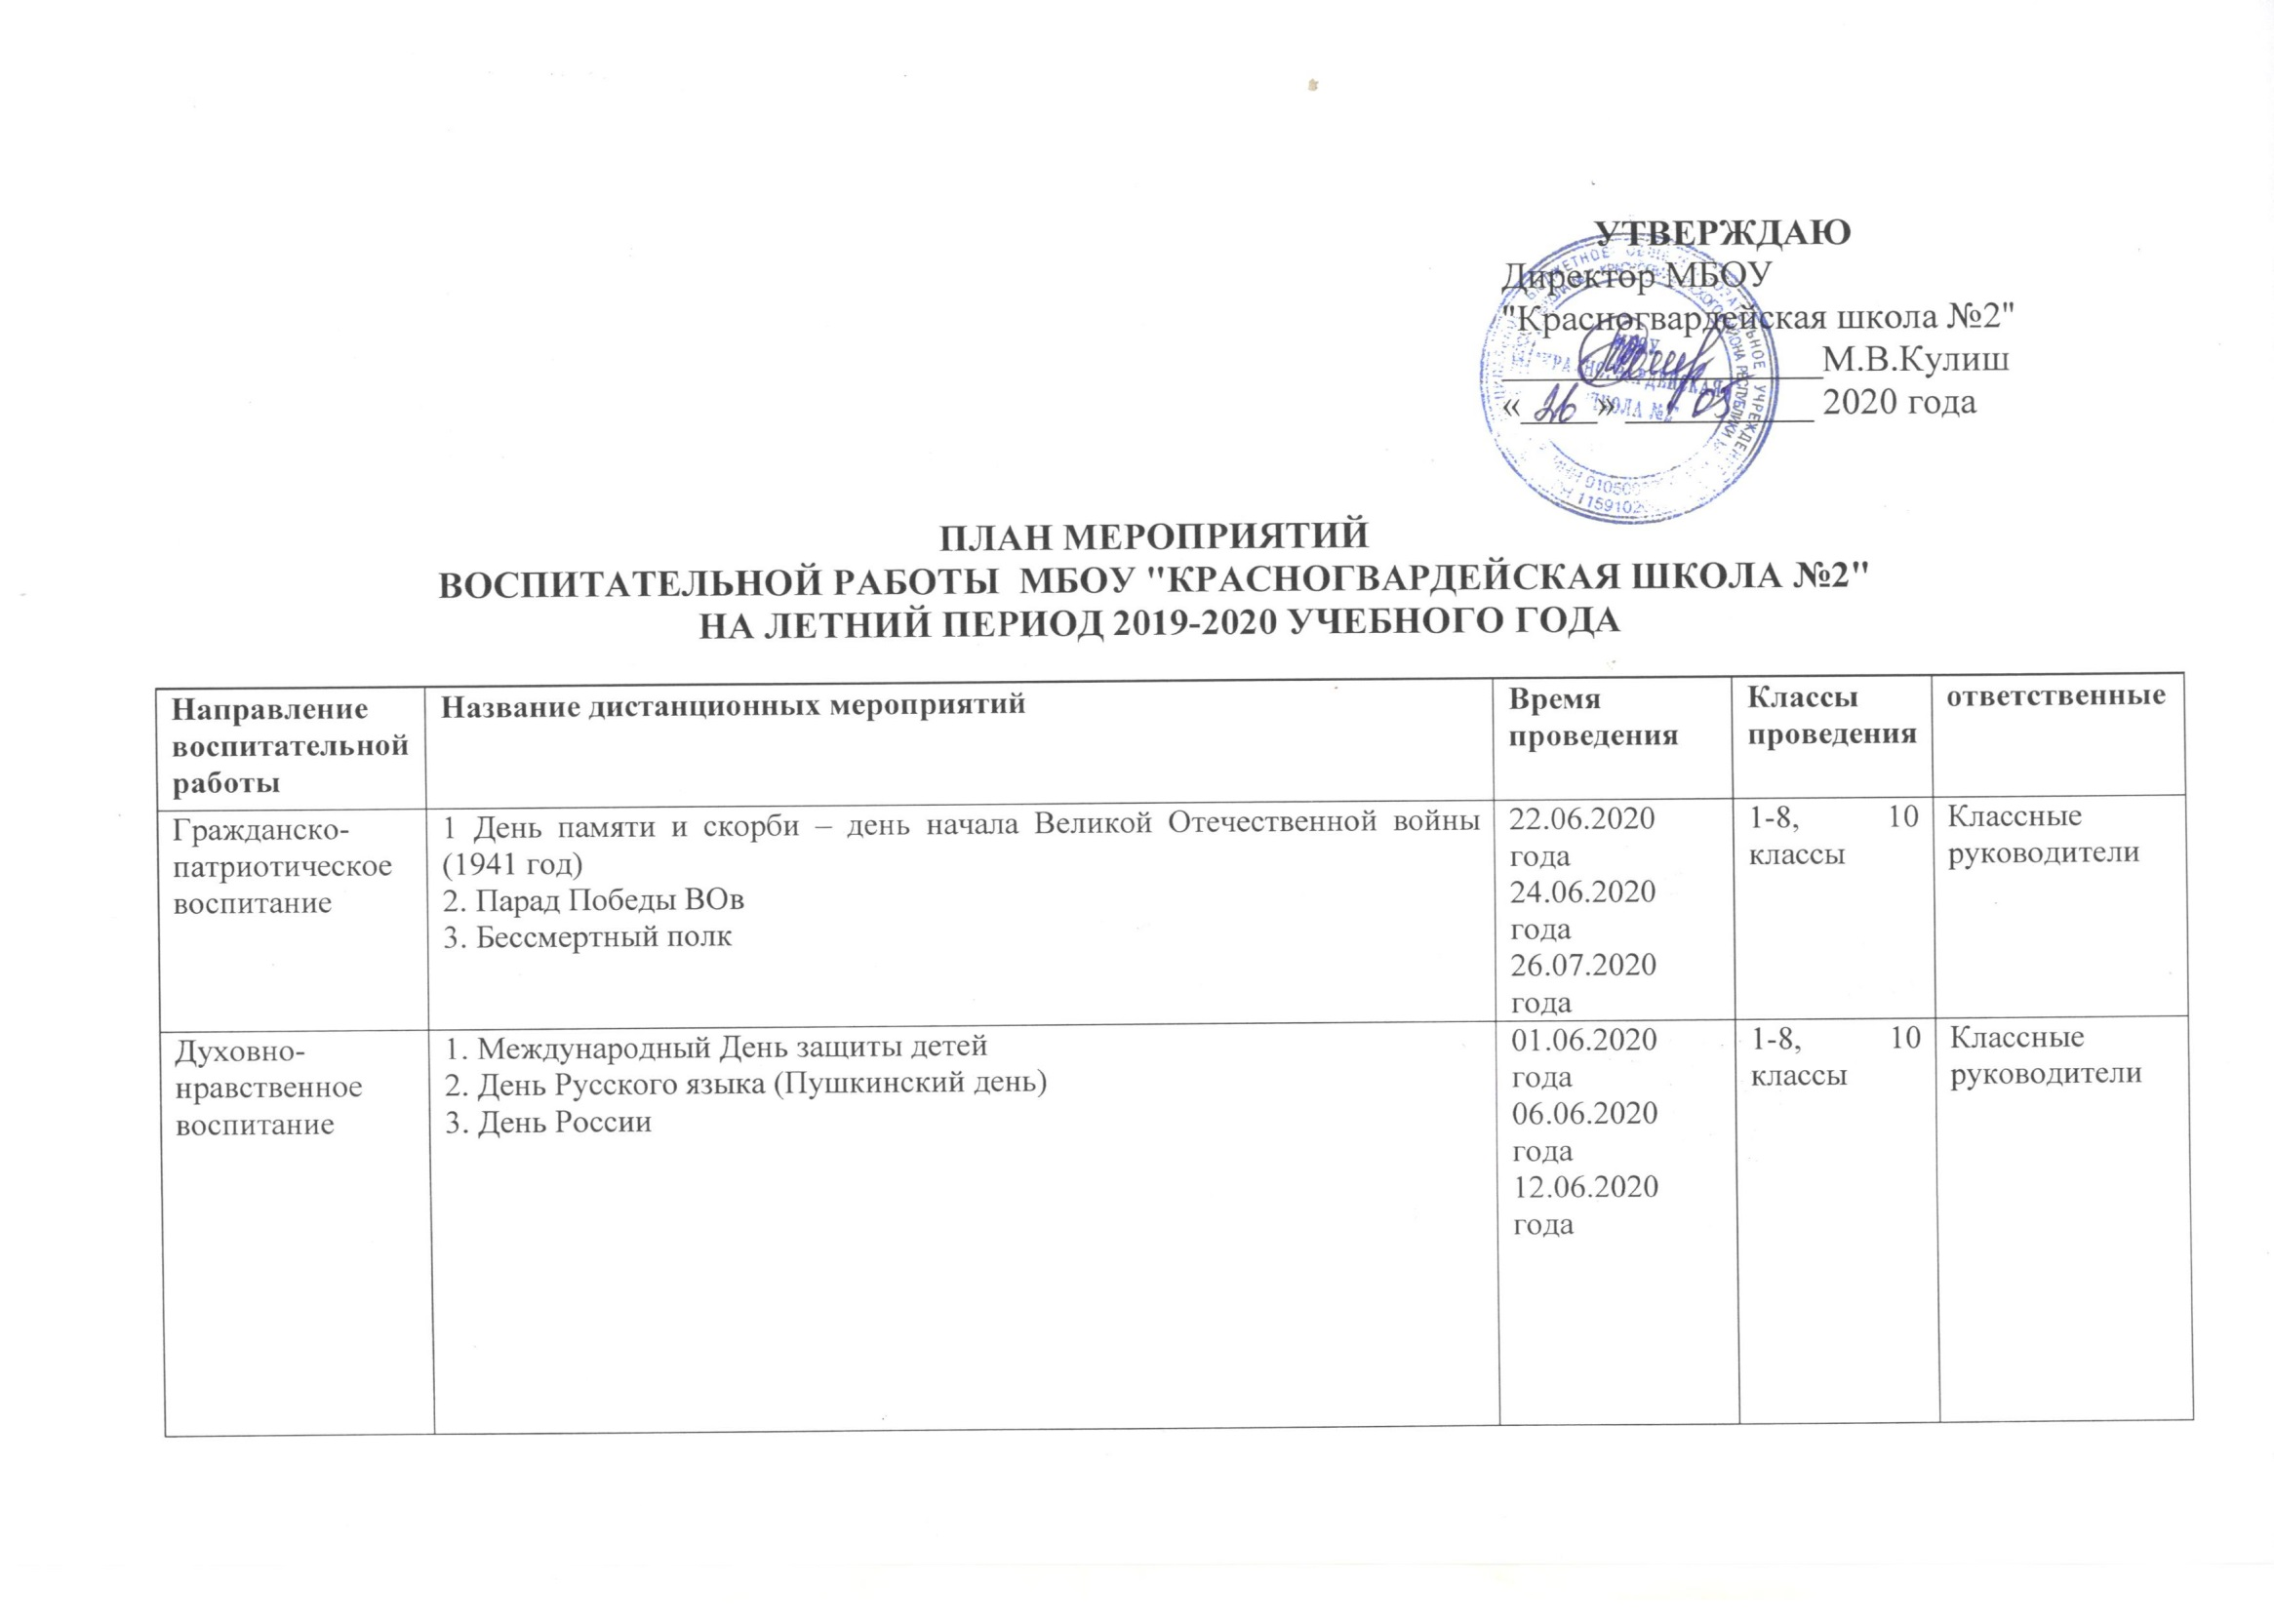 УТВЕРЖДАЮ
Директор МБОУ
"Красногвардейская школа №2"
М.В.Кулиш
« 26 » 05 2020 года
ПЛАН МЕРОПРИЯТИЙ
ВОСПИТАТЕЛЬНОЙ РАБОТЫ МБОУ "КРАСНОГВАРДЕЙСКАЯ ШКОЛА №2"
НА ЛЕТНИЙ ПЕРИОД 2019-2020 УЧЕБНОГО ГОДА
Направление
воспитательной
работы
Название дистанционных мероприятий
Время
проведения
Классы
проведения
ответственные
Гражданско-
патриотическое
воспитание
1 День памяти и скорби – день начала Великой Отечественной войны
(1941 год)
2. Парад Победы ВОв
3. Бессмертный полк
22.06.2020
года
24.06.2020
года
26.07.2020
года
1-8, 10
классы
Классные
руководители
Духовно-
нравственное
воспитание
1. Международный День защиты детей
2. День Русского языка (Пушкинский день)
3. День России
01.06.2020
года
06.06.2020
года
12.06.2020
года
1-8, 10
классы
Классные
руководители